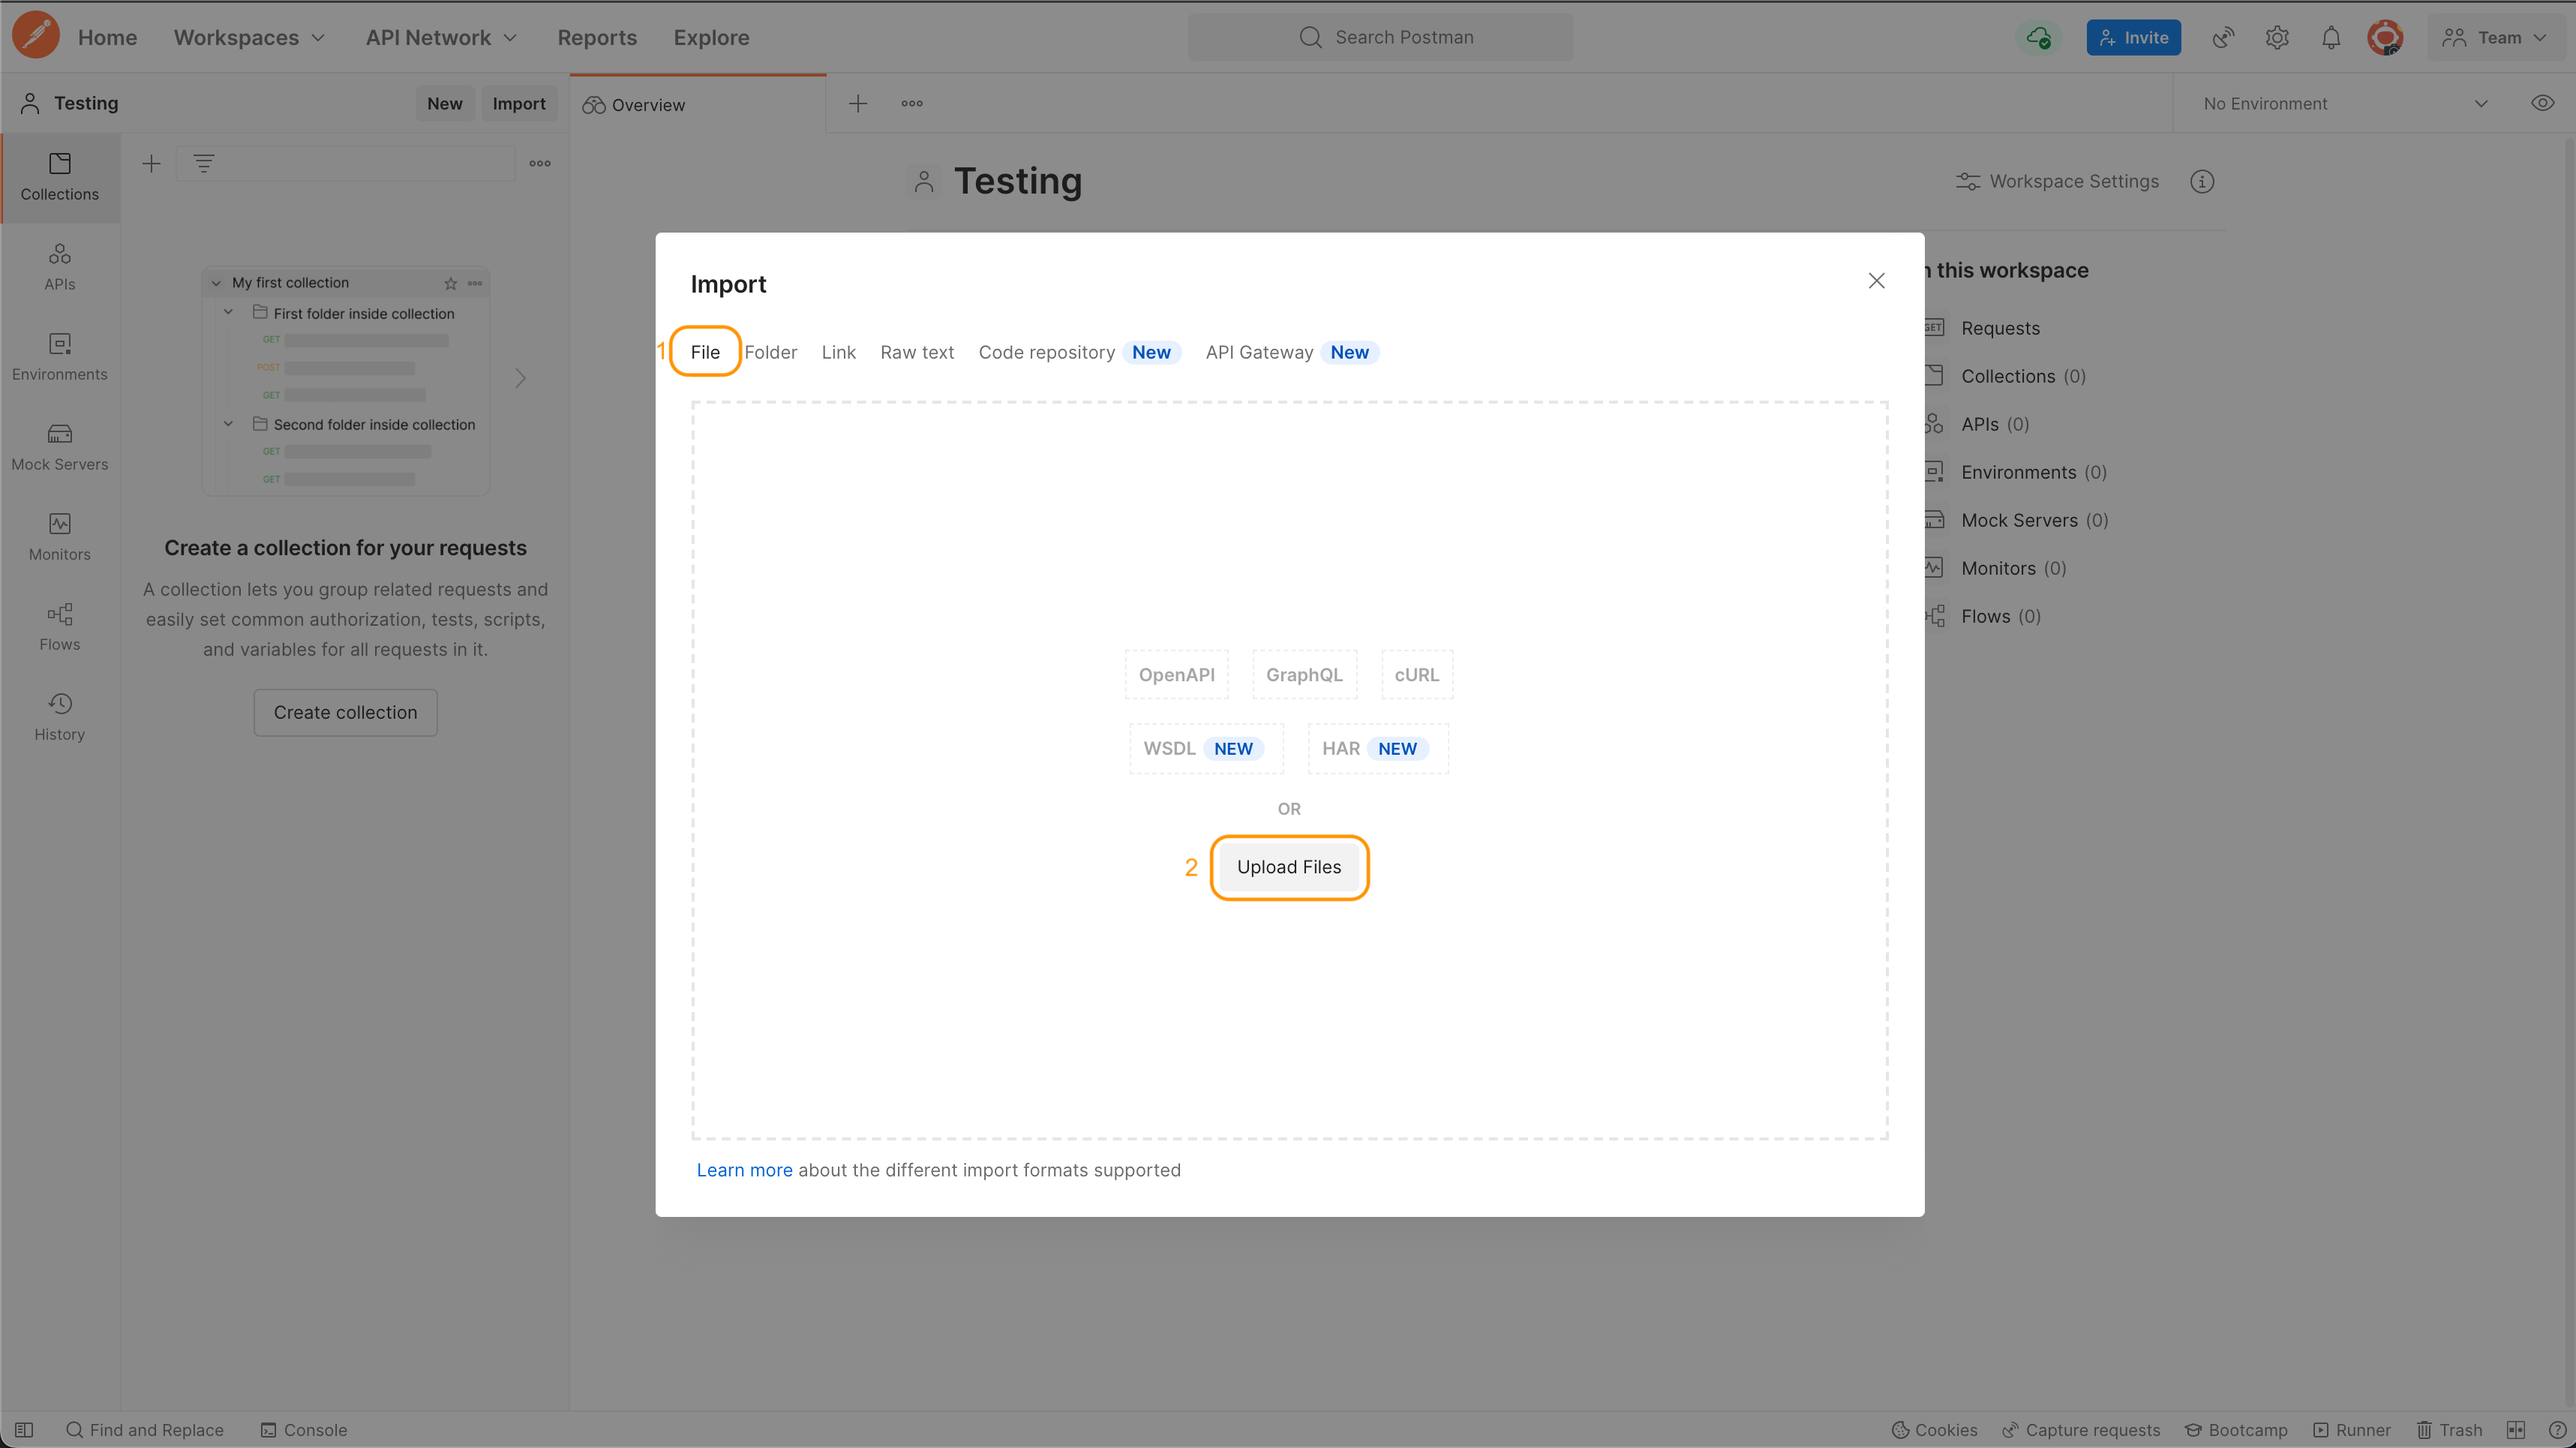 Home Workspaces API Network Reports Explore Search Postman Invite Team
Testing New Import Overview No Environment
Collections
APIs
Environments
Mock Servers
Monitors
Flows
History
My first collection
First folder inside collection
GET
POST
GET
Second folder inside collection
GET
GET
Create a collection for your requests
A collection lets you group related requests and
easily set common authorization, tests, scripts,
and variables for all requests in it.
Create collection
Testing Workspace Settings
Import
1 File Folder Link Raw text Code repository New API Gateway New
OpenAPI GraphQL cURL
WSDL NEW HAR NEW
OR
2 Upload Files
Learn more about the different import formats supported
this workspace
GET Requests
Collections (0)
APIs (0)
Environments (0)
Mock Servers (0)
Monitors (0)
Flows (0)
Find and Replace Console Cookies Capture requests Bootcamp Runner Trash